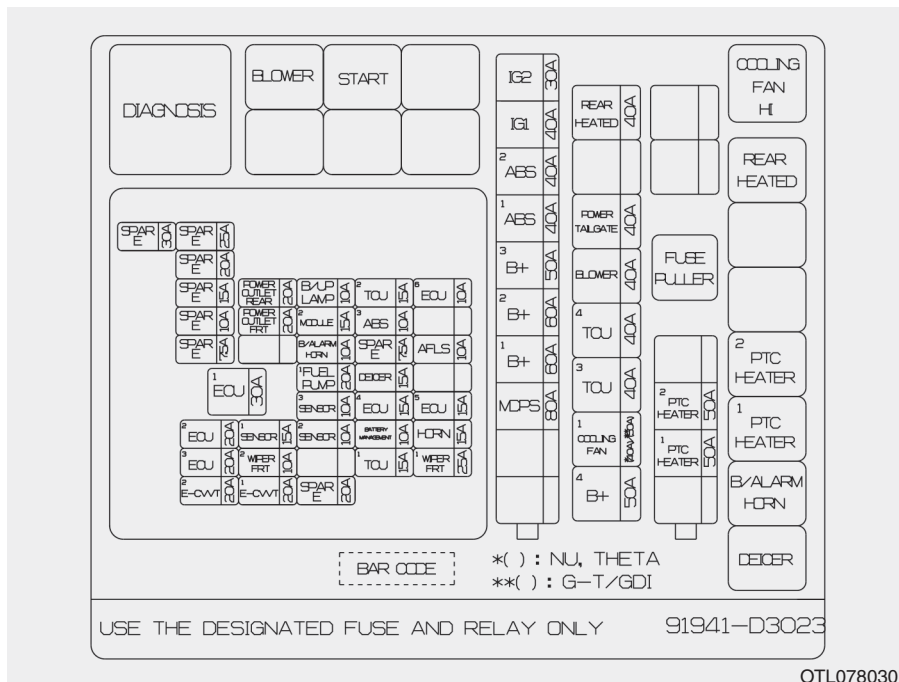 DIAGNOSIS
BLOWER
START
IG2 30A
IG1 40A
2 ABS 40A
1 ABS 40A
3 B+ 50A
2 B+ 60A
1 B+ 60A
MDPS 80A
REAR HEATED 40A
POWER TAILGATE 40A
BLOWER 40A
4 TCU 40A
3 TCU 40A
1 COOLING FAN
4 B+ 50A
FUSE PULLER
2 PTC HEATER 50A
1 PTC HEATER 50A
COOLING FAN HI
REAR HEATED
2 PTC HEATER
1 PTC HEATER
B/ALARM HORN
DEICER
SPARE 30A
SPARE 25A
SPARE 20A
SPARE 15A
POWER OUTLET REAR 20A
B/UP LAMP 10A
2 TCU 15A
6 ECU 10A
SPARE 10A
POWER OUTLET FRT 20A
2 MODULE 15A
3 ABS 10A
SPARE 7.5A
B/ALARM HORN 10A
SPARE 7.5A
AFLS 10A
1 ECU 30A
1 FUEL PUMP 20A
DEICER 15A
3 SENSOR 10A
4 ECU 15A
5 ECU 15A
2 ECU 20A
1 SENSOR 15A
2 SENSOR 10A
BATTERY MANAGEMENT 10A
HORN 15A
3 ECU 20A
2 WIPER FRT 10A
1 TCU 15A
1 WIPER FRT 25A
2 E-CVVT 20A
1 E-CVVT 20A
SPARE 20A
BAR CODE
*( ) : NU, THETA
**( ) : G-T/GDI
USE THE DESIGNATED FUSE AND RELAY ONLY
91941-D3023
OTL078030